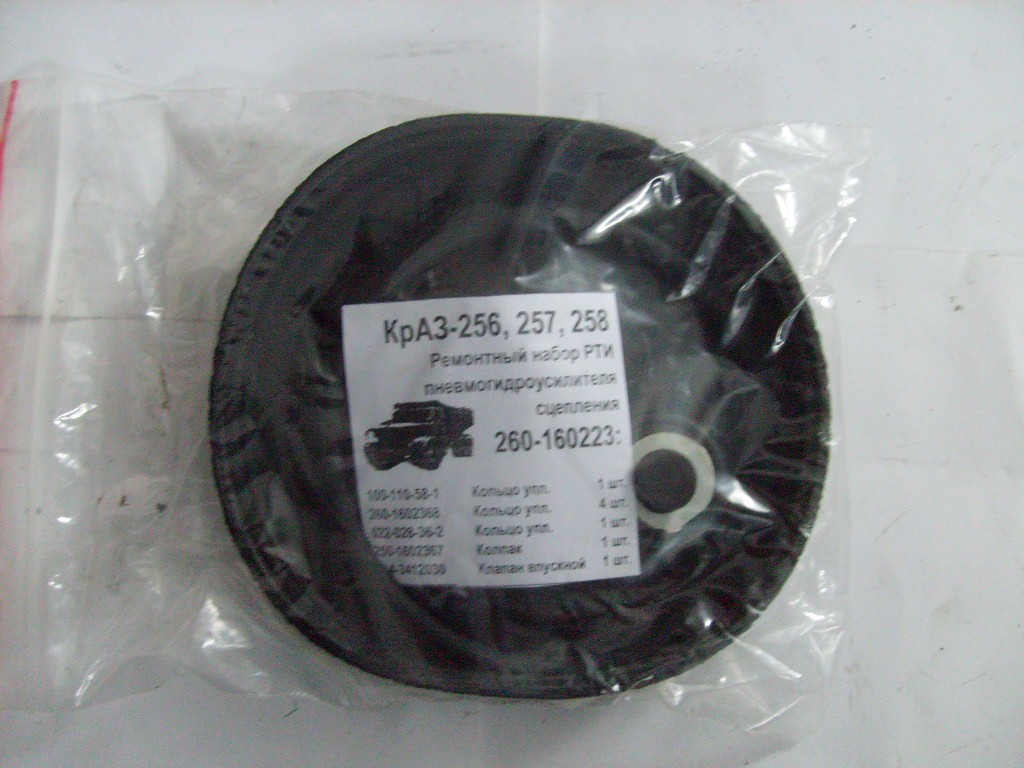 КрАЗ-256, 257, 258
Ремонтный набор РТИ
пневмогидроусилителя
сцепления
260-160223:
100-110-58-1 Кольцо упл. 1 шт.
260-1602368 Кольцо упл. 4 шт.
022-028-36-2 Кольцо упл. 1 шт.
250-1602367 Колпак 1 шт.
Клапан впускной 1 шт.